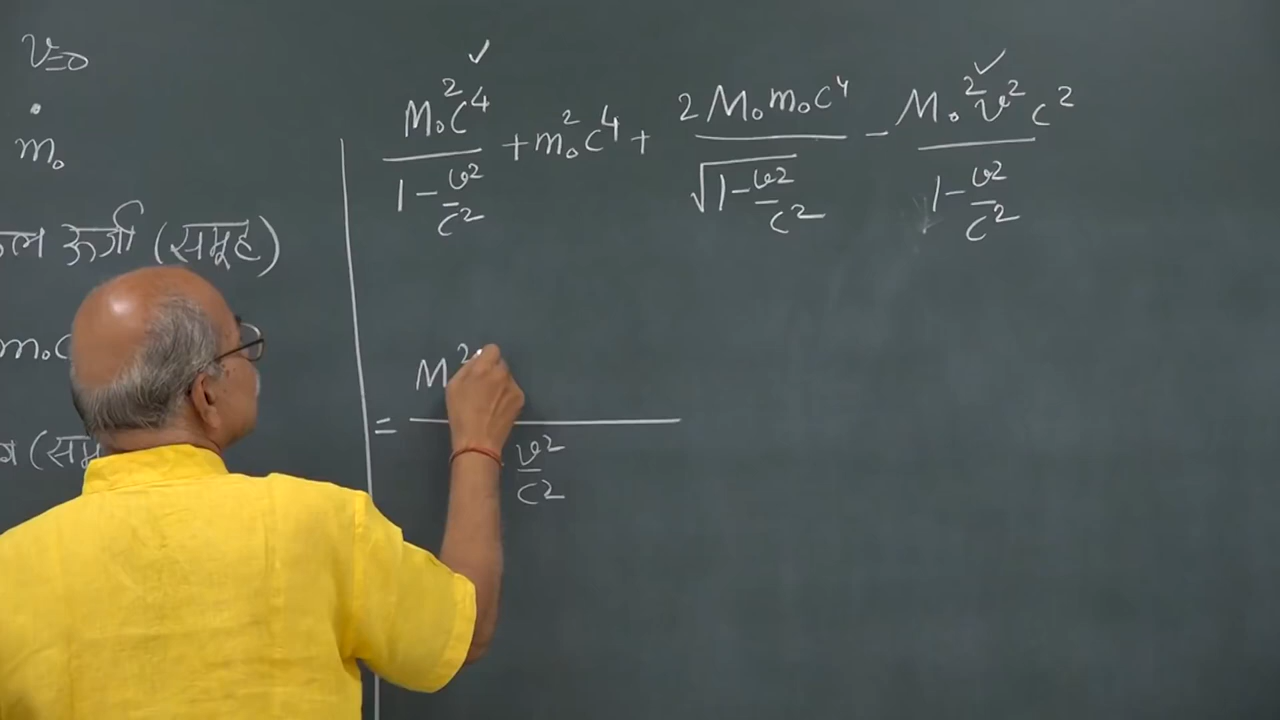 v=0
m₀
कुल ऊर्जा (समूह)
m₀c
(समू
✓ ✓
M₀²c⁴/(1-v²/c²) + m₀²c⁴ + 2M₀m₀c⁴/√(1-v²/c²) - M₀²v²c²/(1-v²/c²)
= M²
v²/c²